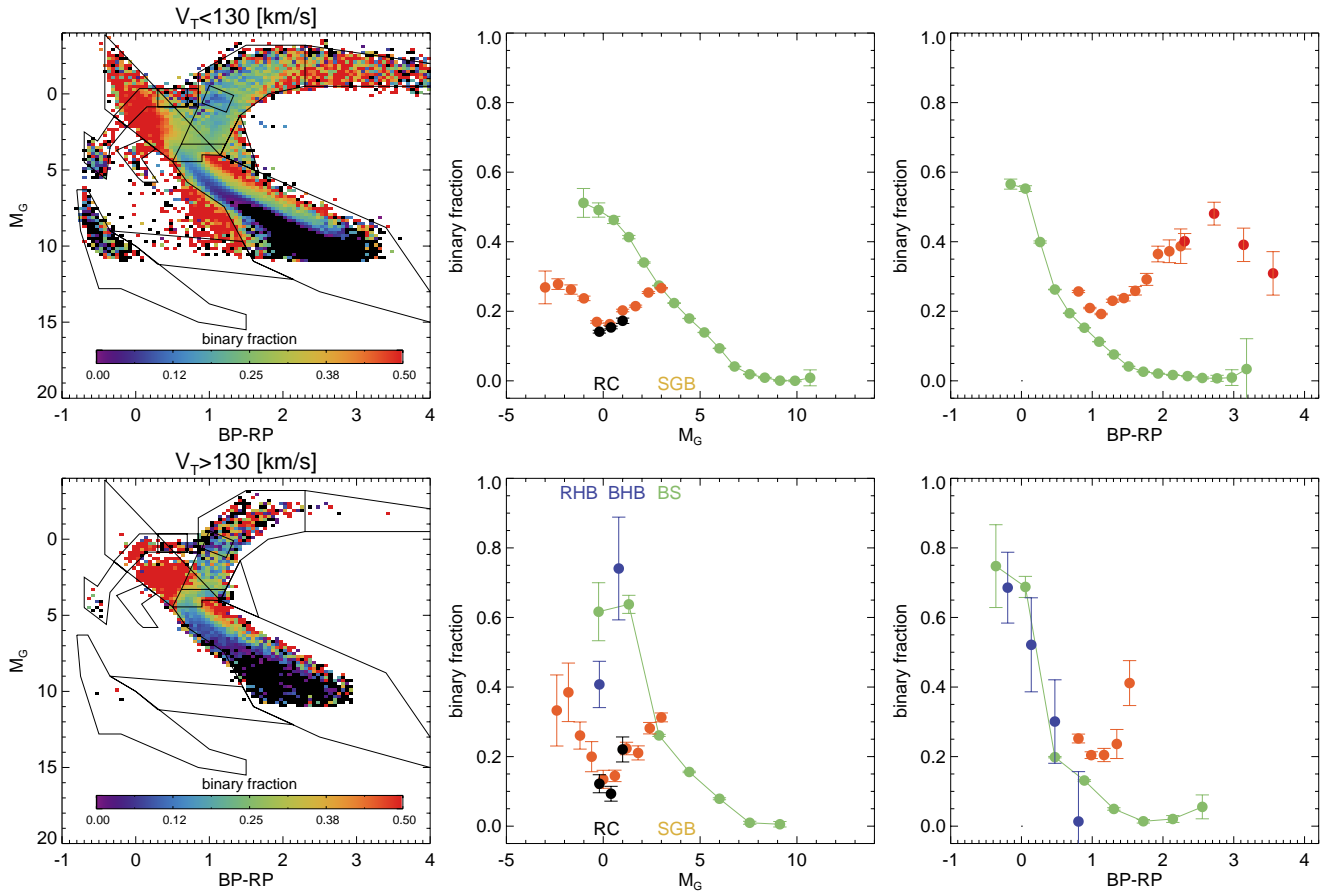 V_T<130 [km/s]
M_G
0
5
10
15
20
binary fraction
0.00 0.12 0.25 0.38 0.50
-1 0 1 2 3 4
BP-RP
binary fraction
1.0
0.8
0.6
0.4
0.2
0.0
RC SGB
-5 0 5 10
M_G
binary fraction
1.0
0.8
0.6
0.4
0.2
0.0
-1 0 1 2 3 4
BP-RP
V_T>130 [km/s]
M_G
0
5
10
15
20
binary fraction
0.00 0.12 0.25 0.38 0.50
-1 0 1 2 3 4
BP-RP
binary fraction
1.0
0.8
0.6
0.4
0.2
0.0
RHB BHB BS
RC SGB
-5 0 5 10
M_G
binary fraction
1.0
0.8
0.6
0.4
0.2
0.0
-1 0 1 2 3 4
BP-RP